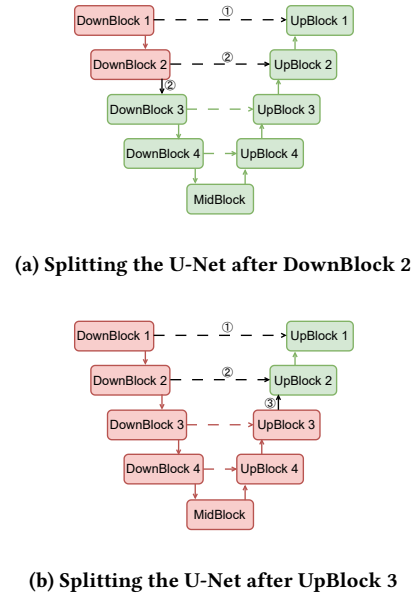 DownBlock 1 ① UpBlock 1
DownBlock 2 ② UpBlock 2
②
DownBlock 3 UpBlock 3
DownBlock 4 UpBlock 4
MidBlock
(a) Splitting the U-Net after DownBlock 2
DownBlock 1 ① UpBlock 1
DownBlock 2 ② UpBlock 2
③
DownBlock 3 UpBlock 3
DownBlock 4 UpBlock 4
MidBlock
(b) Splitting the U-Net after UpBlock 3